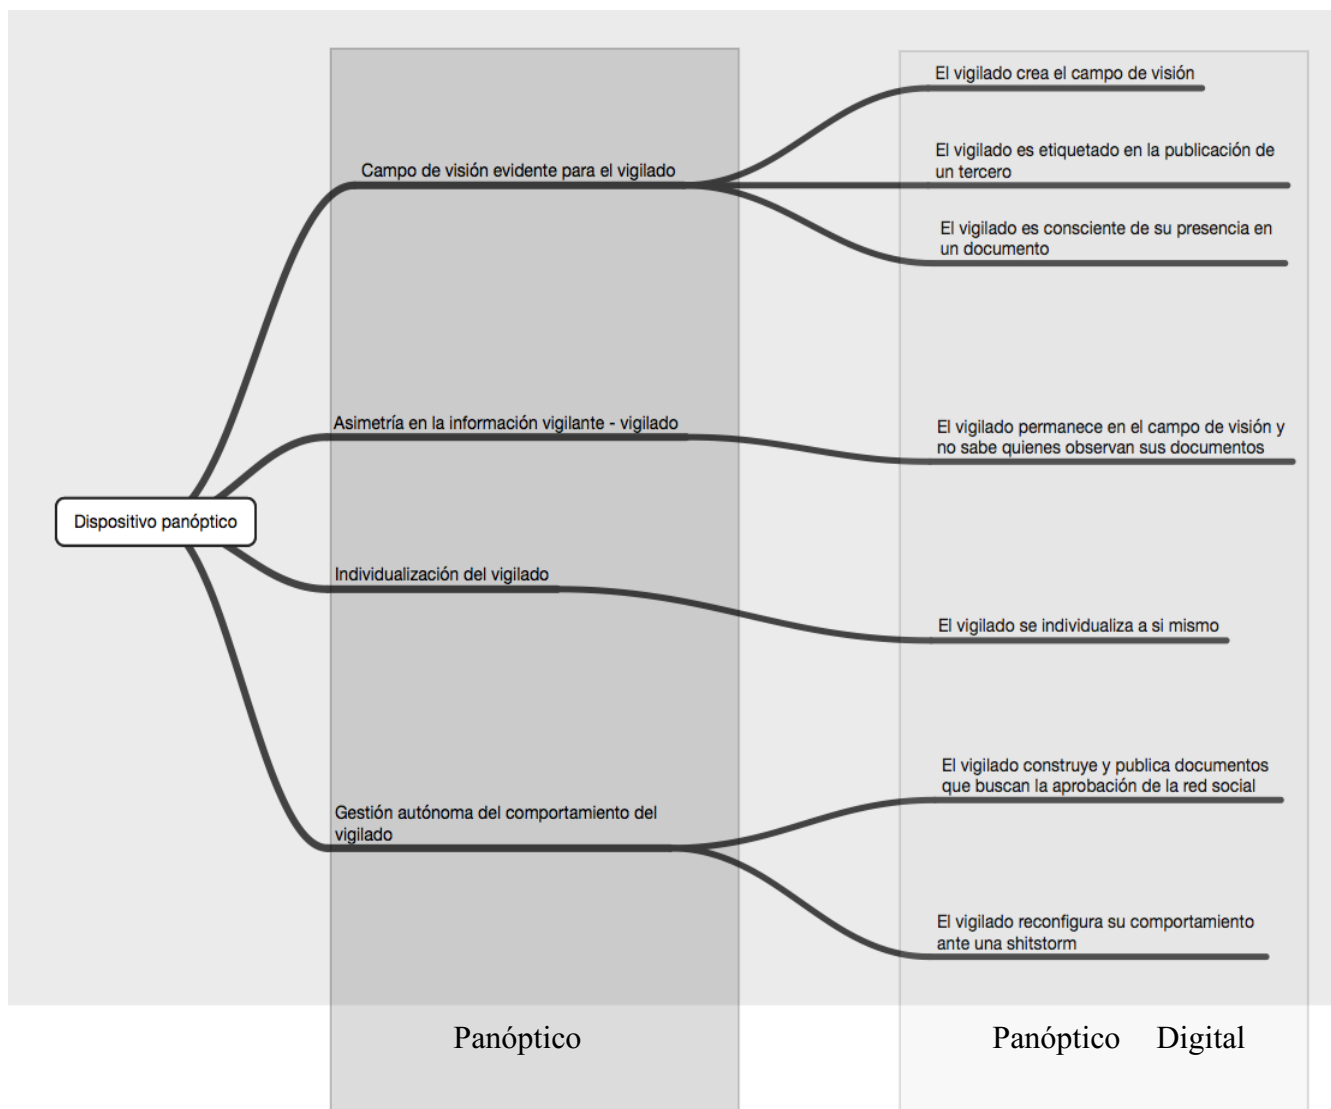 El vigilado crea el campo de visión
El vigilado es etiquetado en la publicación de
un tercero
Campo de visión evidente para el vigilado
El vigilado es consciente de su presencia en
un documento
Asimetría en la información vigilante - vigilado
El vigilado permanece en el campo de visión y
no sabe quienes observan sus documentos
Dispositivo panóptico
Individualización del vigilado
El vigilado se individualiza a si mismo
El vigilado construye y publica documentos
que buscan la aprobación de la red social
Gestión autónoma del comportamiento del
vigilado
El vigilado reconfigura su comportamiento
ante una shitstorm
Panóptico
Panóptico Digital